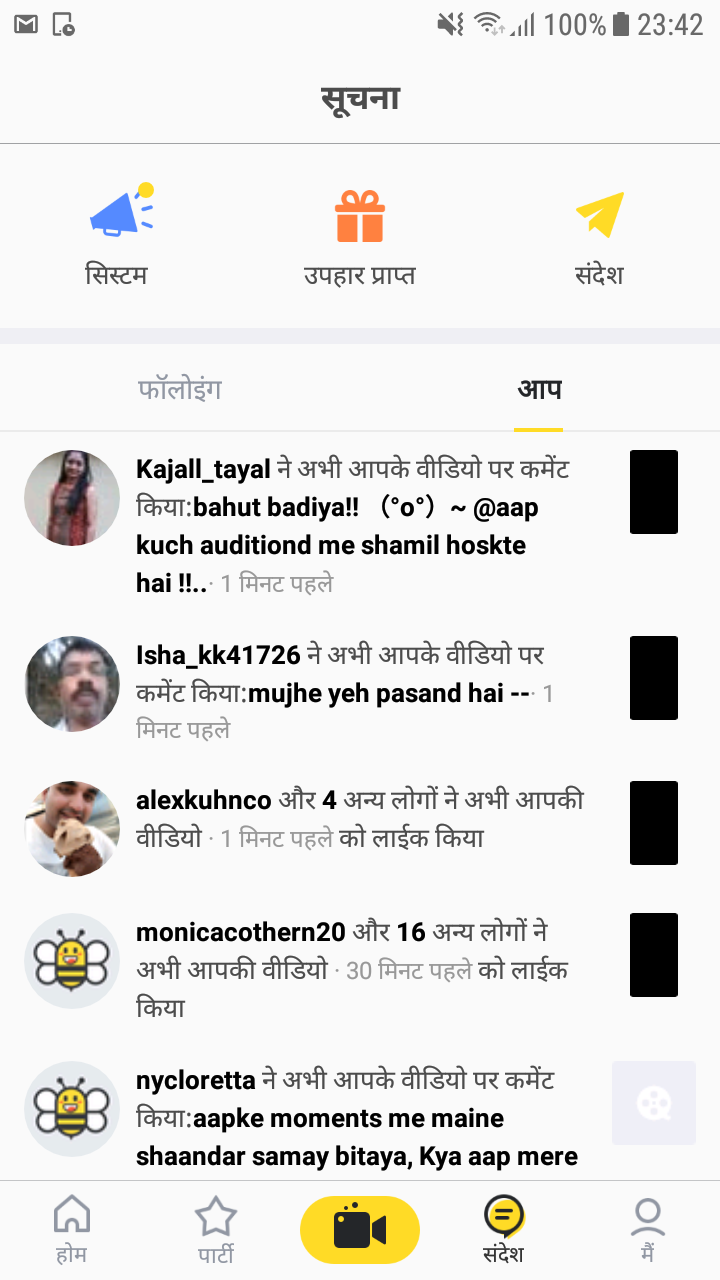 100% 23:42
सूचना
सिस्टम उपहार प्राप्त संदेश
फॉलोइंग आप
Kajall_tayal ने अभी आपके वीडियो पर कमेंट
किया:bahut badiya!! （°o°）~ @aap
kuch auditiond me shamil hoskte
hai !!..· 1 मिनट पहले
Isha_kk41726 ने अभी आपके वीडियो पर
कमेंट किया:mujhe yeh pasand hai --· 1
मिनट पहले
alexkuhnco और 4 अन्य लोगों ने अभी आपकी
वीडियो · 1 मिनट पहले को लाईक किया
monicacothern20 और 16 अन्य लोगों ने
अभी आपकी वीडियो · 30 मिनट पहले को लाईक
किया
nycloretta ने अभी आपके वीडियो पर कमेंट
किया:aapke moments me maine
shaandar samay bitaya, Kya aap mere
होम पार्टी संदेश मैं